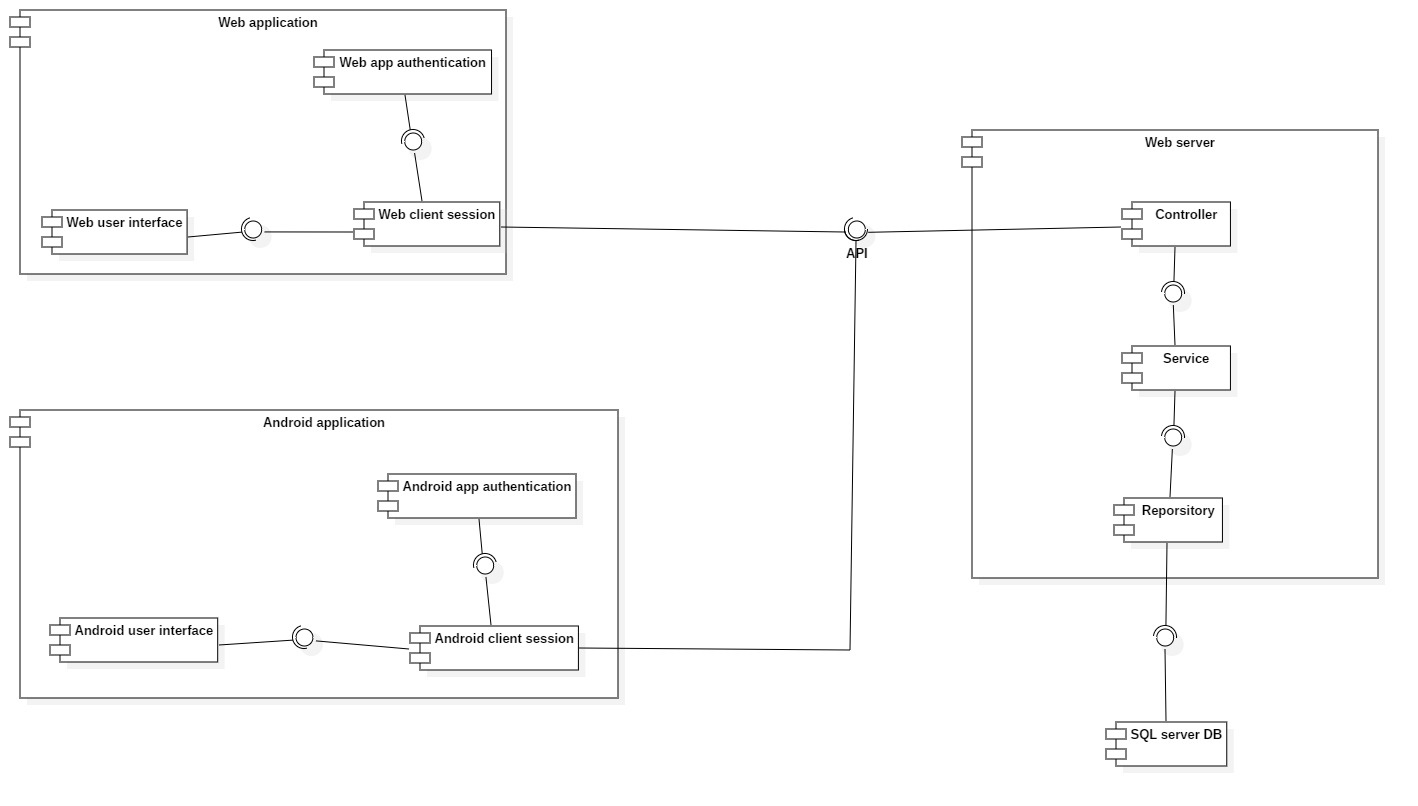 Web application
Web app authentication
Web user interface
Web client session
API
Web server
Controller
Service
Reporsitory
SQL server DB
Android application
Android app authentication
Android user interface
Android client session